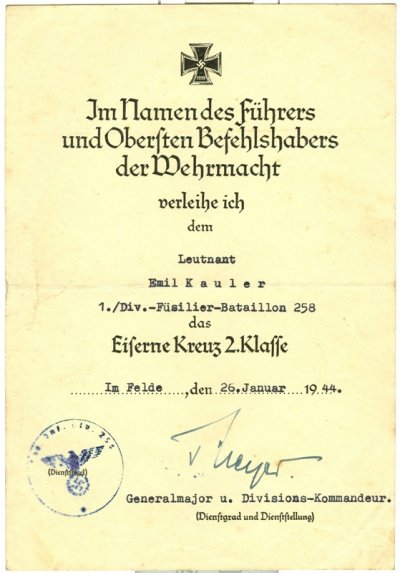 Im Namen des Führers
und Obersten Befehlshabers
der Wehrmacht
verleihe ich
dem
Leutnant
Emil Kauler
1./Div.-Füsilier-Bataillon 258
das
Eiserne Kreuz 2.Klasse
Im Felde, den 26.Januar 1944.
(Dienstgrad)
Generalmajor u. Divisions-Kommandeur.
(Dienstgrad und Dienststellung)